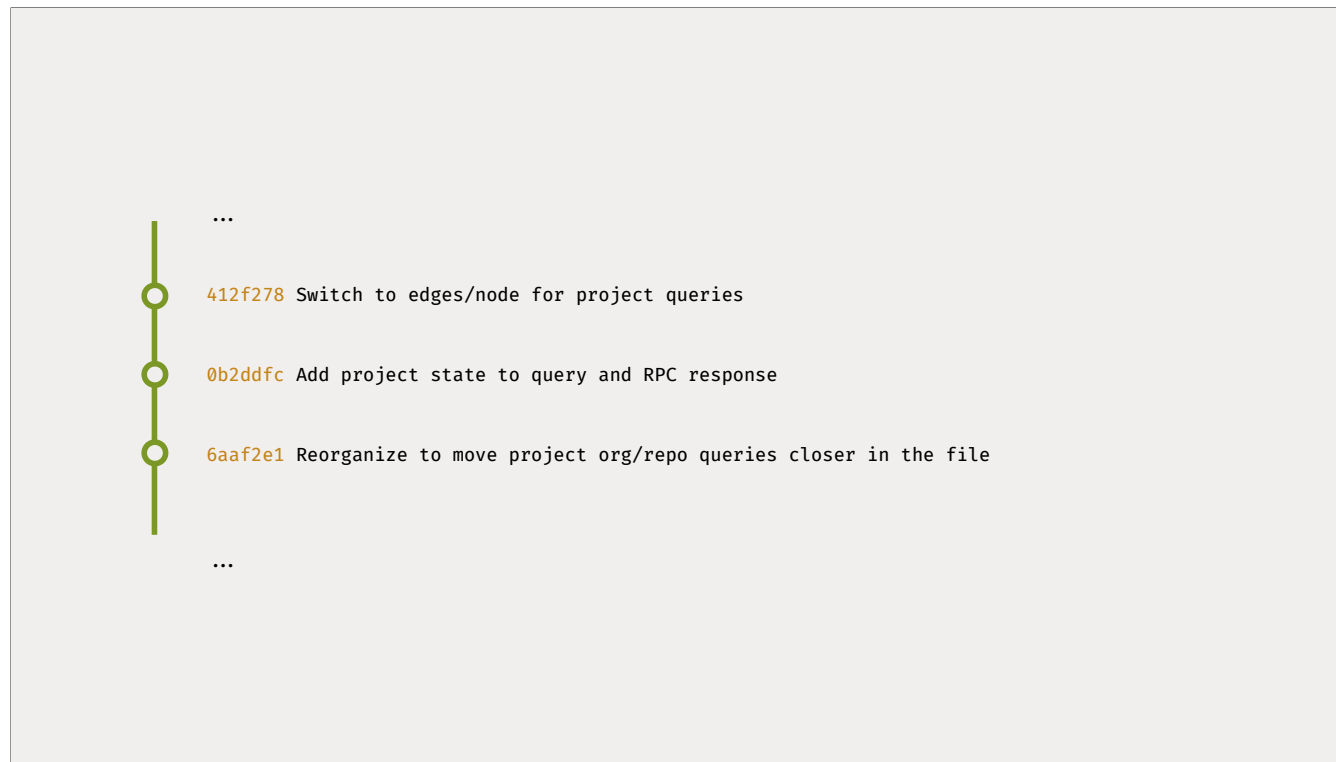 ...
412f278 Switch to edges/node for project queries
0b2ddfc Add project state to query and RPC response
6aaf2e1 Reorganize to move project org/repo queries closer in the file
...